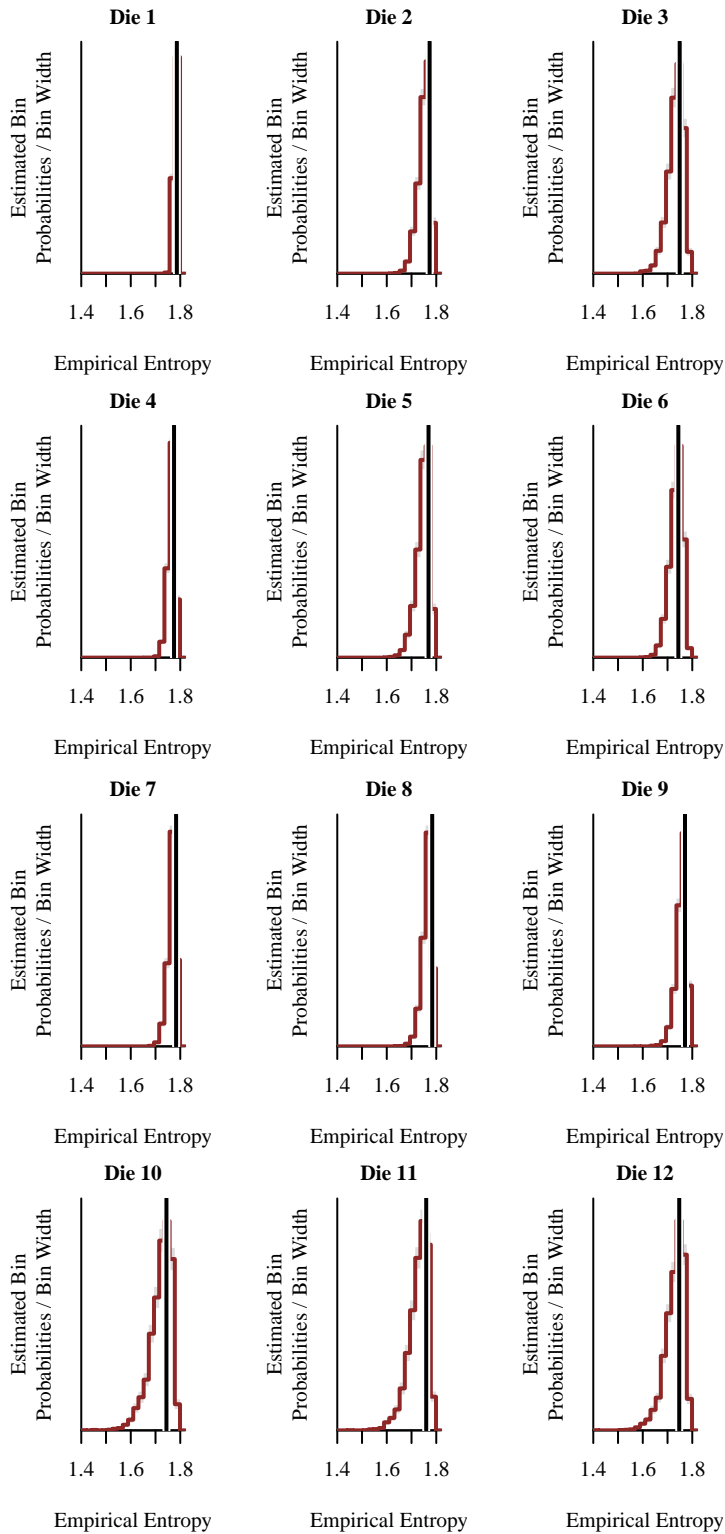 Die 1
Estimated Bin
Probabilities / Bin Width
1.4 1.6 1.8
Empirical Entropy
Die 2
Estimated Bin
Probabilities / Bin Width
1.4 1.6 1.8
Empirical Entropy
Die 3
Estimated Bin
Probabilities / Bin Width
1.4 1.6 1.8
Empirical Entropy
Die 4
Estimated Bin
Probabilities / Bin Width
1.4 1.6 1.8
Empirical Entropy
Die 5
Estimated Bin
Probabilities / Bin Width
1.4 1.6 1.8
Empirical Entropy
Die 6
Estimated Bin
Probabilities / Bin Width
1.4 1.6 1.8
Empirical Entropy
Die 7
Estimated Bin
Probabilities / Bin Width
1.4 1.6 1.8
Empirical Entropy
Die 8
Estimated Bin
Probabilities / Bin Width
1.4 1.6 1.8
Empirical Entropy
Die 9
Estimated Bin
Probabilities / Bin Width
1.4 1.6 1.8
Empirical Entropy
Die 10
Estimated Bin
Probabilities / Bin Width
1.4 1.6 1.8
Empirical Entropy
Die 11
Estimated Bin
Probabilities / Bin Width
1.4 1.6 1.8
Empirical Entropy
Die 12
Estimated Bin
Probabilities / Bin Width
1.4 1.6 1.8
Empirical Entropy